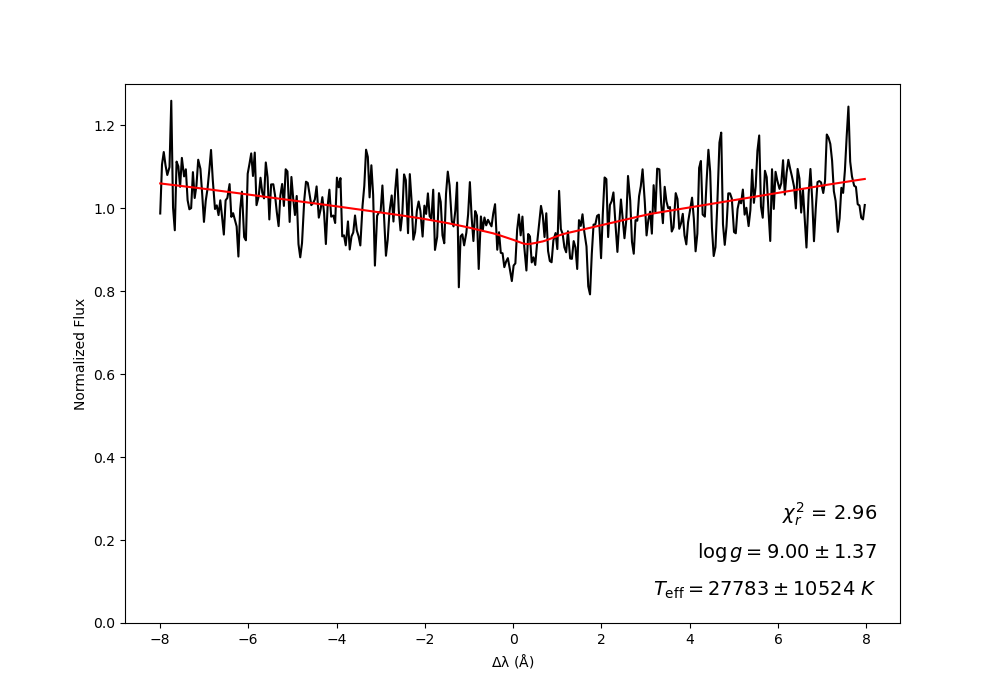 1.2
1.0
0.8
0.6
0.4
0.2
0.0
Normalized Flux
χ²ᵣ = 2.96
log g = 9.00 ± 1.37
T_eff = 27783 ± 10524 K
−8 −6 −4 −2 0 2 4 6 8
Δλ (Å)